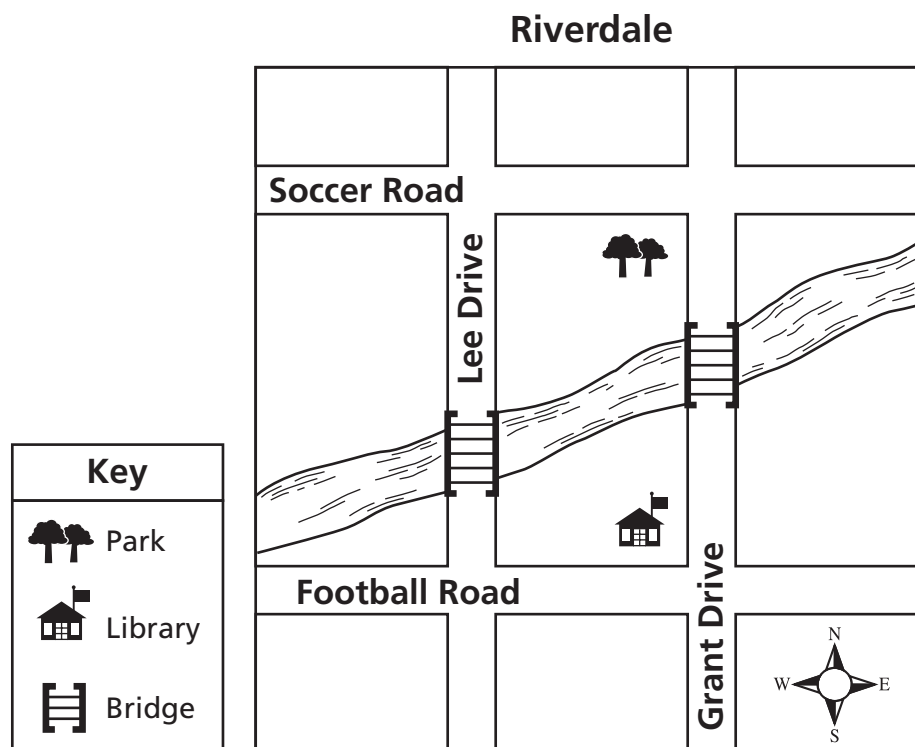 Riverdale
Soccer Road
Lee Drive
Key
Park
Library
Bridge
Football Road
Grant Drive
N
W
E
S